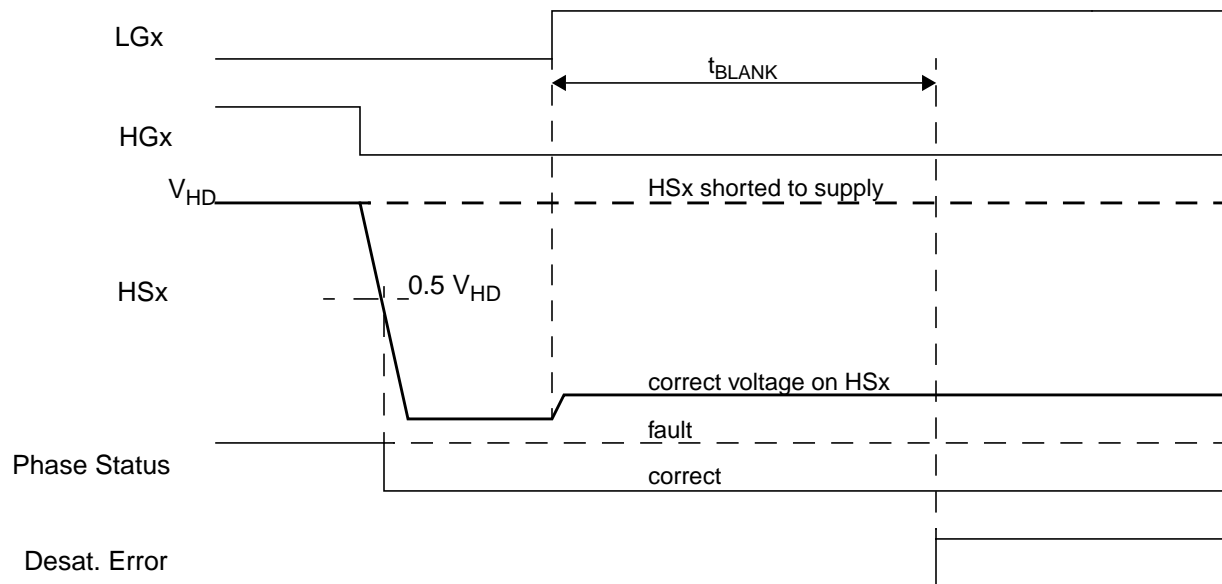 LGx
tBLANK
HGx
VHD
HSx shorted to supply
HSx
0.5 VHD
correct voltage on HSx
fault
Phase Status
correct
Desat. Error